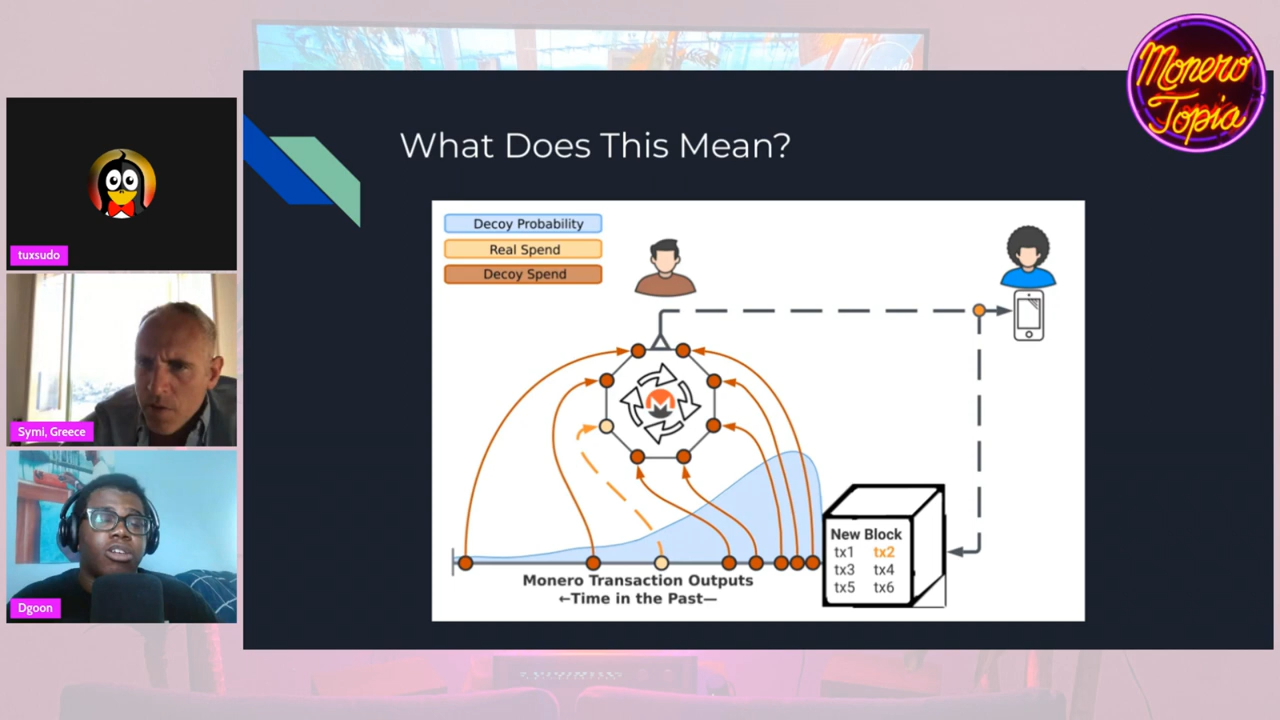 Monero
Topia
What Does This Mean?
tuxsudo
Symi, Greece
Dgoon
Decoy Probability
Real Spend
Decoy Spend
New Block
tx1 tx2
tx3 tx4
tx5 tx6
Monero Transaction Outputs
←Time in the Past—